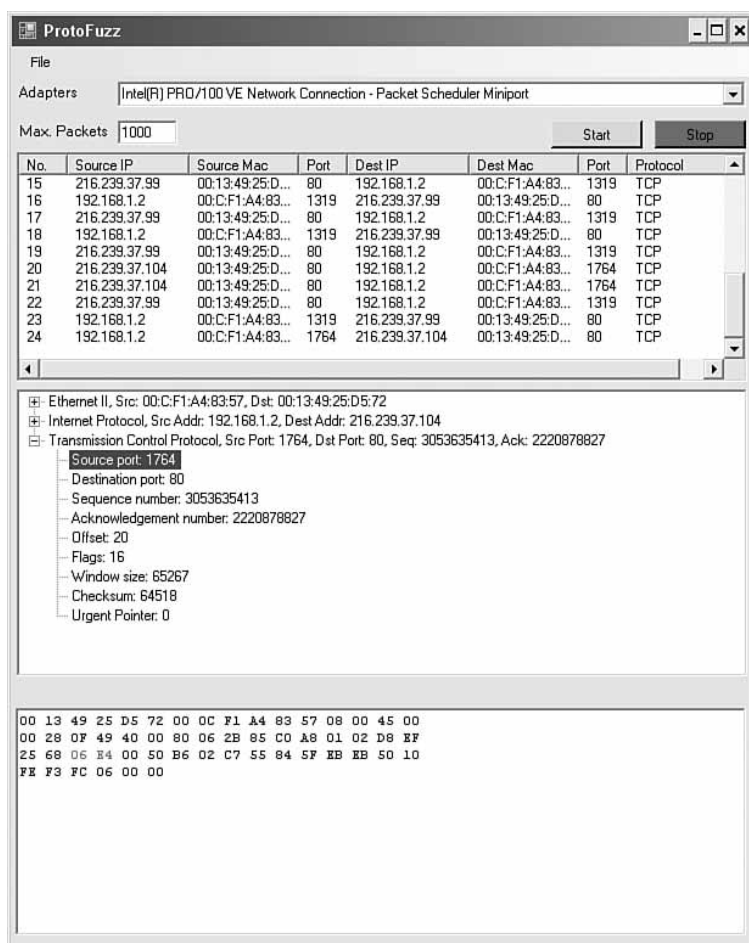 ProtoFuzz
File
Adapters Intel(R) PRO/100 VE Network Connection - Packet Scheduler Miniport
Max. Packets 1000 Start Stop
No. Source IP Source Mac Port Dest IP Dest Mac Port Protocol
15 216.239.37.99 00:13:49:25:D... 80 192.168.1.2 00:C:F1:A4:83... 1319 TCP
16 192.168.1.2 00:C:F1:A4:83... 1319 216.239.37.99 00:13:49:25:D... 80 TCP
17 216.239.37.99 00:13:49:25:D... 80 192.168.1.2 00:C:F1:A4:83... 1319 TCP
18 192.168.1.2 00:C:F1:A4:83... 1319 216.239.37.99 00:13:49:25:D... 80 TCP
19 216.239.37.99 00:13:49:25:D... 80 192.168.1.2 00:C:F1:A4:83... 1319 TCP
20 216.239.37.104 00:13:49:25:D... 80 192.168.1.2 00:C:F1:A4:83... 1764 TCP
21 216.239.37.104 00:13:49:25:D... 80 192.168.1.2 00:C:F1:A4:83... 1764 TCP
22 216.239.37.99 00:13:49:25:D... 80 192.168.1.2 00:C:F1:A4:83... 1319 TCP
23 192.168.1.2 00:C:F1:A4:83... 1319 216.239.37.99 00:13:49:25:D... 80 TCP
24 192.168.1.2 00:C:F1:A4:83... 1764 216.239.37.104 00:13:49:25:D... 80 TCP
Ethernet II, Src: 00:C:F1:A4:83:57, Dst: 00:13:49:25:D5:72
Internet Protocol, Src Addr: 192.168.1.2, Dest Addr: 216.239.37.104
Transmission Control Protocol, Src Port: 1764, Dst Port: 80, Seq: 3053635413, Ack: 2220878827
Source port: 1764
Destination port: 80
Sequence number: 3053635413
Acknowledgement number: 2220878827
Offset: 20
Flags: 16
Window size: 65267
Checksum: 64518
Urgent Pointer: 0
00 13 49 25 D5 72 00 0C F1 A4 83 57 08 00 45 00
00 28 0F 49 40 00 80 06 2B 85 C0 A8 01 02 D8 EF
25 68 06 E4 00 50 B6 02 C7 55 84 5F EB EB 50 10
FE F3 FC 06 00 00